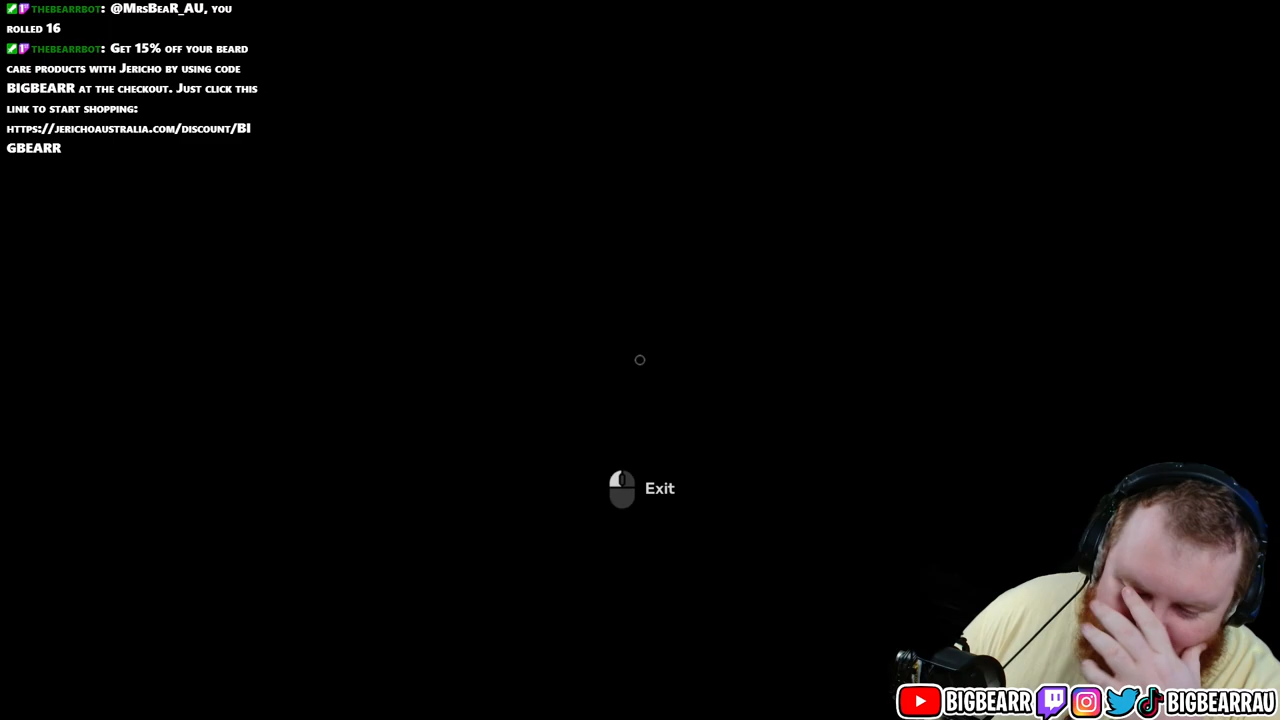 THEBEARRBOT: @MrsBeaR_AU, you
rolled 16
THEBEARRBOT: Get 15% off your beard
care products with Jericho by using code
BIGBEARR at the checkout. Just click this
link to start shopping:
https://jerichoaustralia.com/discount/BI
GBEARR
Exit
BIGBEARR BIGBEARRAU